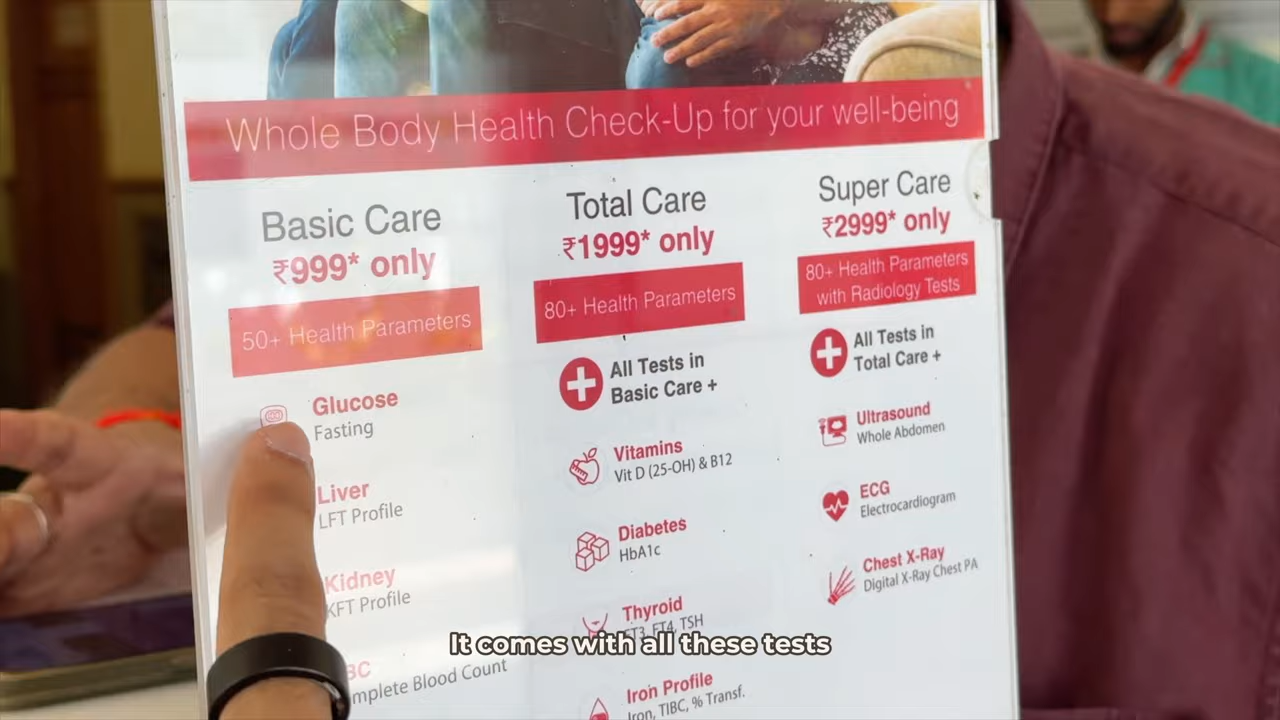 Whole Body Health Check-Up for your well-being
Basic Care
₹999* only
50+ Health Parameters
Glucose
Fasting
Liver
LFT Profile
Kidney
KFT Profile
BC
mplete Blood Count
Total Care
₹1999* only
80+ Health Parameters
All Tests in
Basic Care +
Vitamins
Vit D (25-OH) & B12
Diabetes
HbA1c
Thyroid
FT3, FT4, TSH
Iron Profile
Iron, TIBC, % Transf.
Super Care
₹2999* only
80+ Health Parameters
with Radiology Tests
All Tests in
Total Care +
Ultrasound
Whole Abdomen
ECG
Electrocardiogram
Chest X-Ray
Digital X-Ray Chest PA
It comes with all these tests